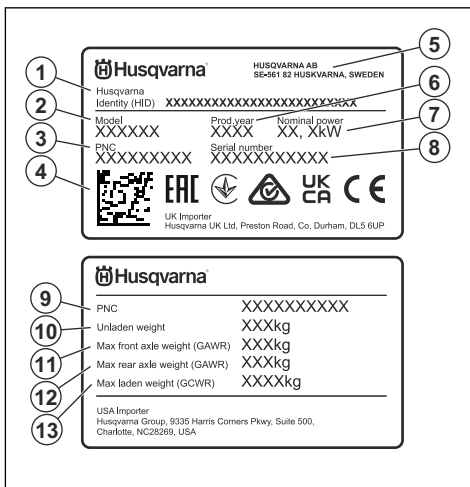 Husqvarna
HUSQVARNA AB
SE-561 82 HUSKVARNA, SWEDEN
5
1
Husqvarna
Identity (HID) XXXXXXXXXXXXXXXXXXXXXXXXX
6
2
Model Prod.year Nominal power
XXXXXX XXXX XX, XkW
7
3
PNC Serial number
XXXXXXXXX XXXXXXXXXXX
8
4
EAC UK CA CE
UK Importer
Husqvarna UK Ltd, Preston Road, Co. Durham, DL5 6UP
Husqvarna
9
PNC XXXXXXXXXX
10
Unladen weight XXXkg
11
Max front axle weight (GAWR) XXXkg
12
Max rear axle weight (GAWR) XXXkg
13
Max laden weight (GCWR) XXXXkg
USA Importer
Husqvarna Group, 9335 Harris Corners Pkwy, Suite 500,
Charlotte, NC28269, USA